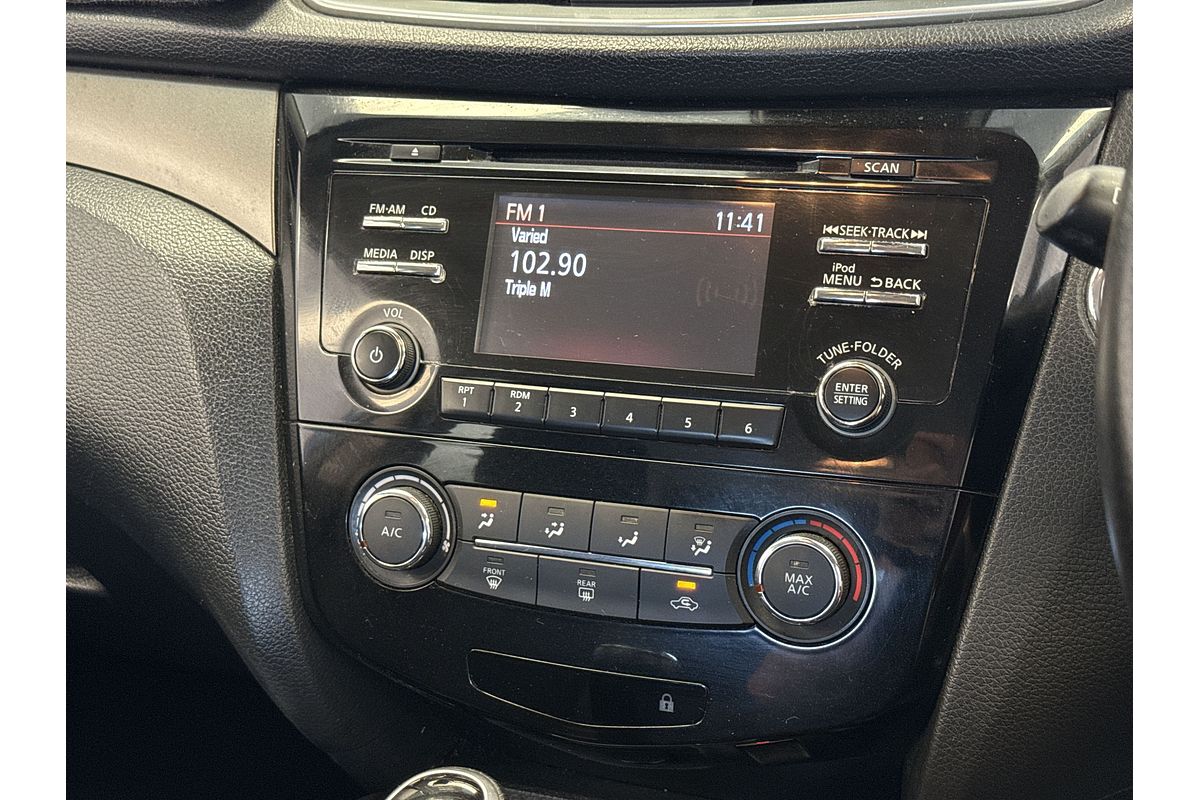 SCAN
FM·AM CD
MEDIA DISP
VOL
FM 1 11:41
Varied
102.90
Triple M
SEEK·TRACK
iPod
MENU BACK
TUNE·FOLDER
ENTER
SETTING
RPT
1
RDM
2
3
4
5
6
A/C
FRONT
REAR
MAX
A/C